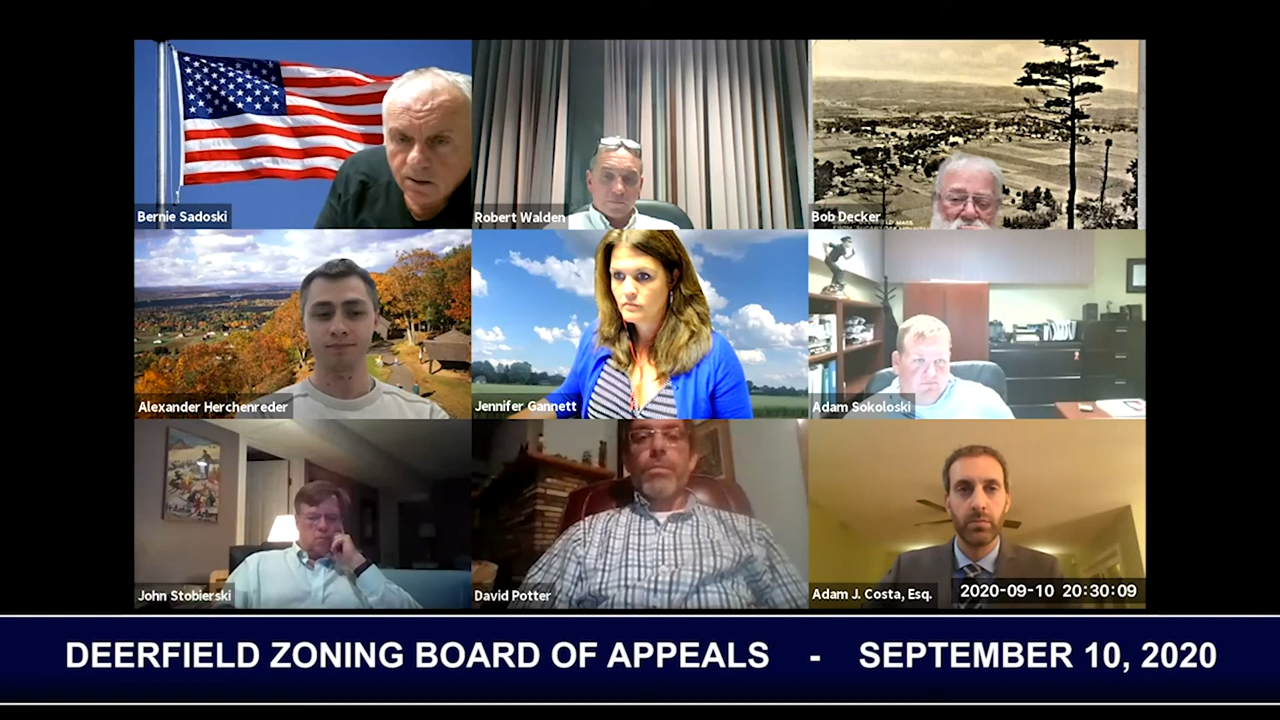 Bernie Sadoski
Robert Walden
Bob Decker
Alexander Herchenreder
Jennifer Gannett
Adam Sokoloski
John Stobierski
David Potter
Adam J. Costa, Esq.
2020-09-10 20:30:09
DEERFIELD ZONING BOARD OF APPEALS - SEPTEMBER 10, 2020